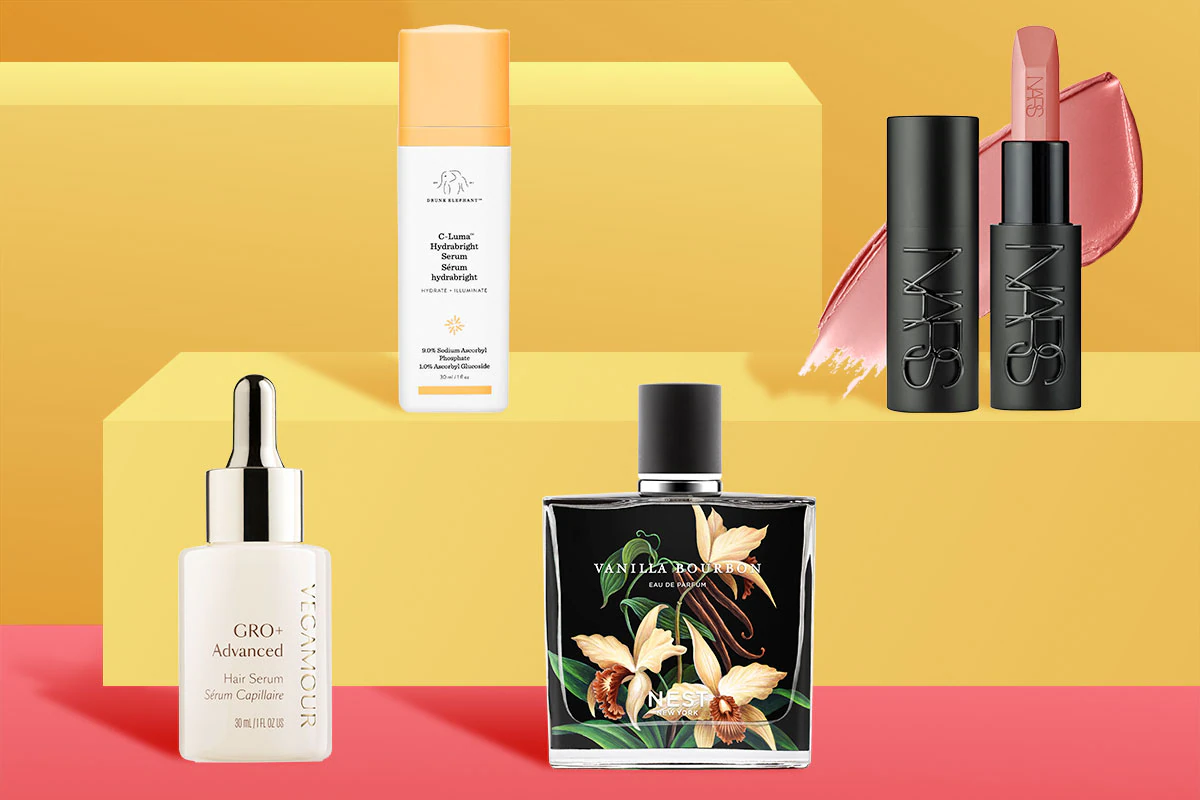 DRUNK ELEPHANT™
C-Luma™
Hydrabright
Serum
Sérum
hydrabright
HYDRATE + ILLUMINATE
9.0% Sodium Ascorbyl
Phosphate
1.0% Ascorbyl Glucoside
30 ml / 1 fl oz
NARS
NARS
NARS
GRO+
Advanced
Hair Serum
Sérum Capillaire
30 mL / 1 FL OZ US
VEGAMOUR
VANILLA BOURBON
EAU DE PARFUM
NEST
NEW YORK